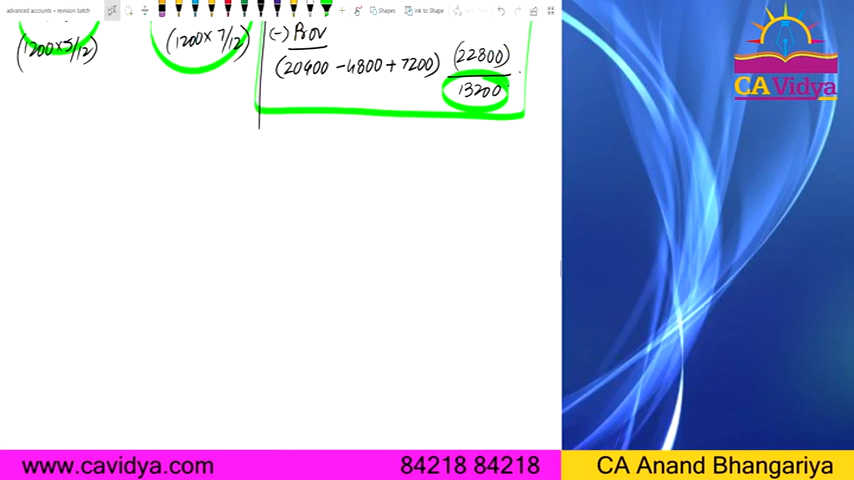 advanced accounts + revision batch
Shapes
Ink to Shape
(1200×5/12)
(1200×7/12)
(-) Prov
(20400 - 4800 + 7200) (22800)
13200
CA Vidya
www.cavidya.com
84218 84218
CA Anand Bhangariya